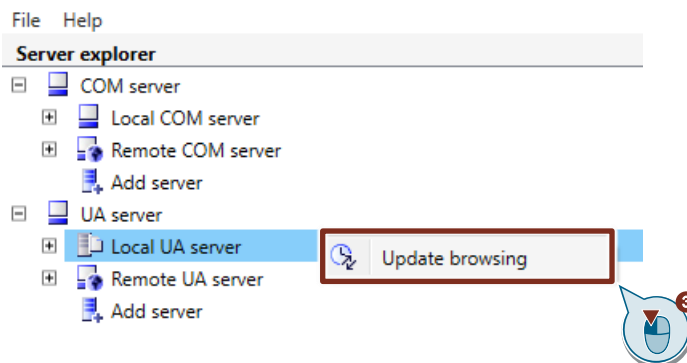 File Help
Server explorer
COM server
Local COM server
Remote COM server
Add server
UA server
Local UA server
Update browsing
Remote UA server
Add server
3